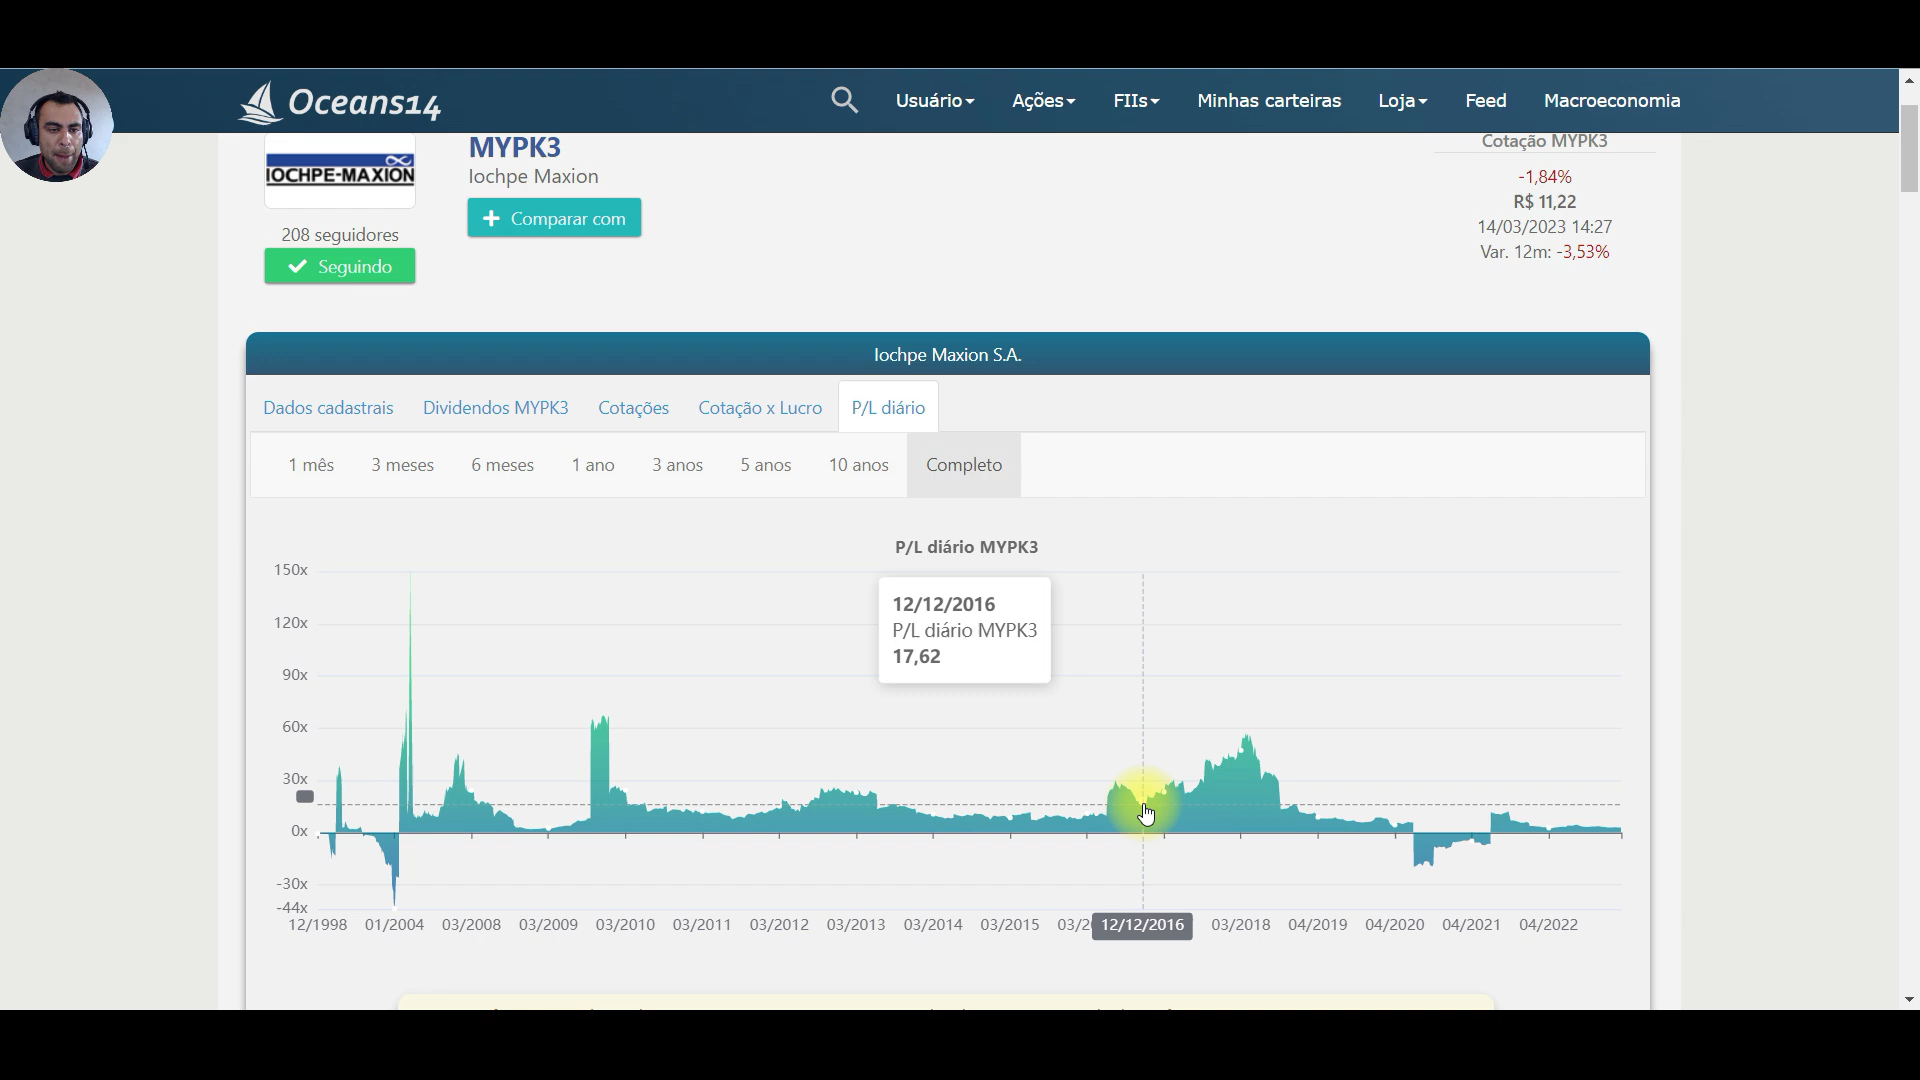 Oceans14
Usuário
Ações
FIIs
Minhas carteiras
Loja
Feed
Macroeconomia
IOCHPE-MAXION
MYPK3
Iochpe Maxion
Comparar com
208 seguidores
Seguindo
Cotação MYPK3
-1,84%
R$ 11,22
14/03/2023 14:27
Var. 12m: -3,53%
Iochpe Maxion S.A.
Dados cadastrais
Dividendos MYPK3
Cotações
Cotação x Lucro
P/L diário
1 mês
3 meses
6 meses
1 ano
3 anos
5 anos
10 anos
Completo
P/L diário MYPK3
12/12/2016
P/L diário MYPK3
17,62
150x
120x
90x
60x
30x
0x
-30x
-44x
12/1998
01/2004
03/2008
03/2009
03/2010
03/2011
03/2012
03/2013
03/2014
03/2015
03/2
12/12/2016
03/2018
04/2019
04/2020
04/2021
04/2022